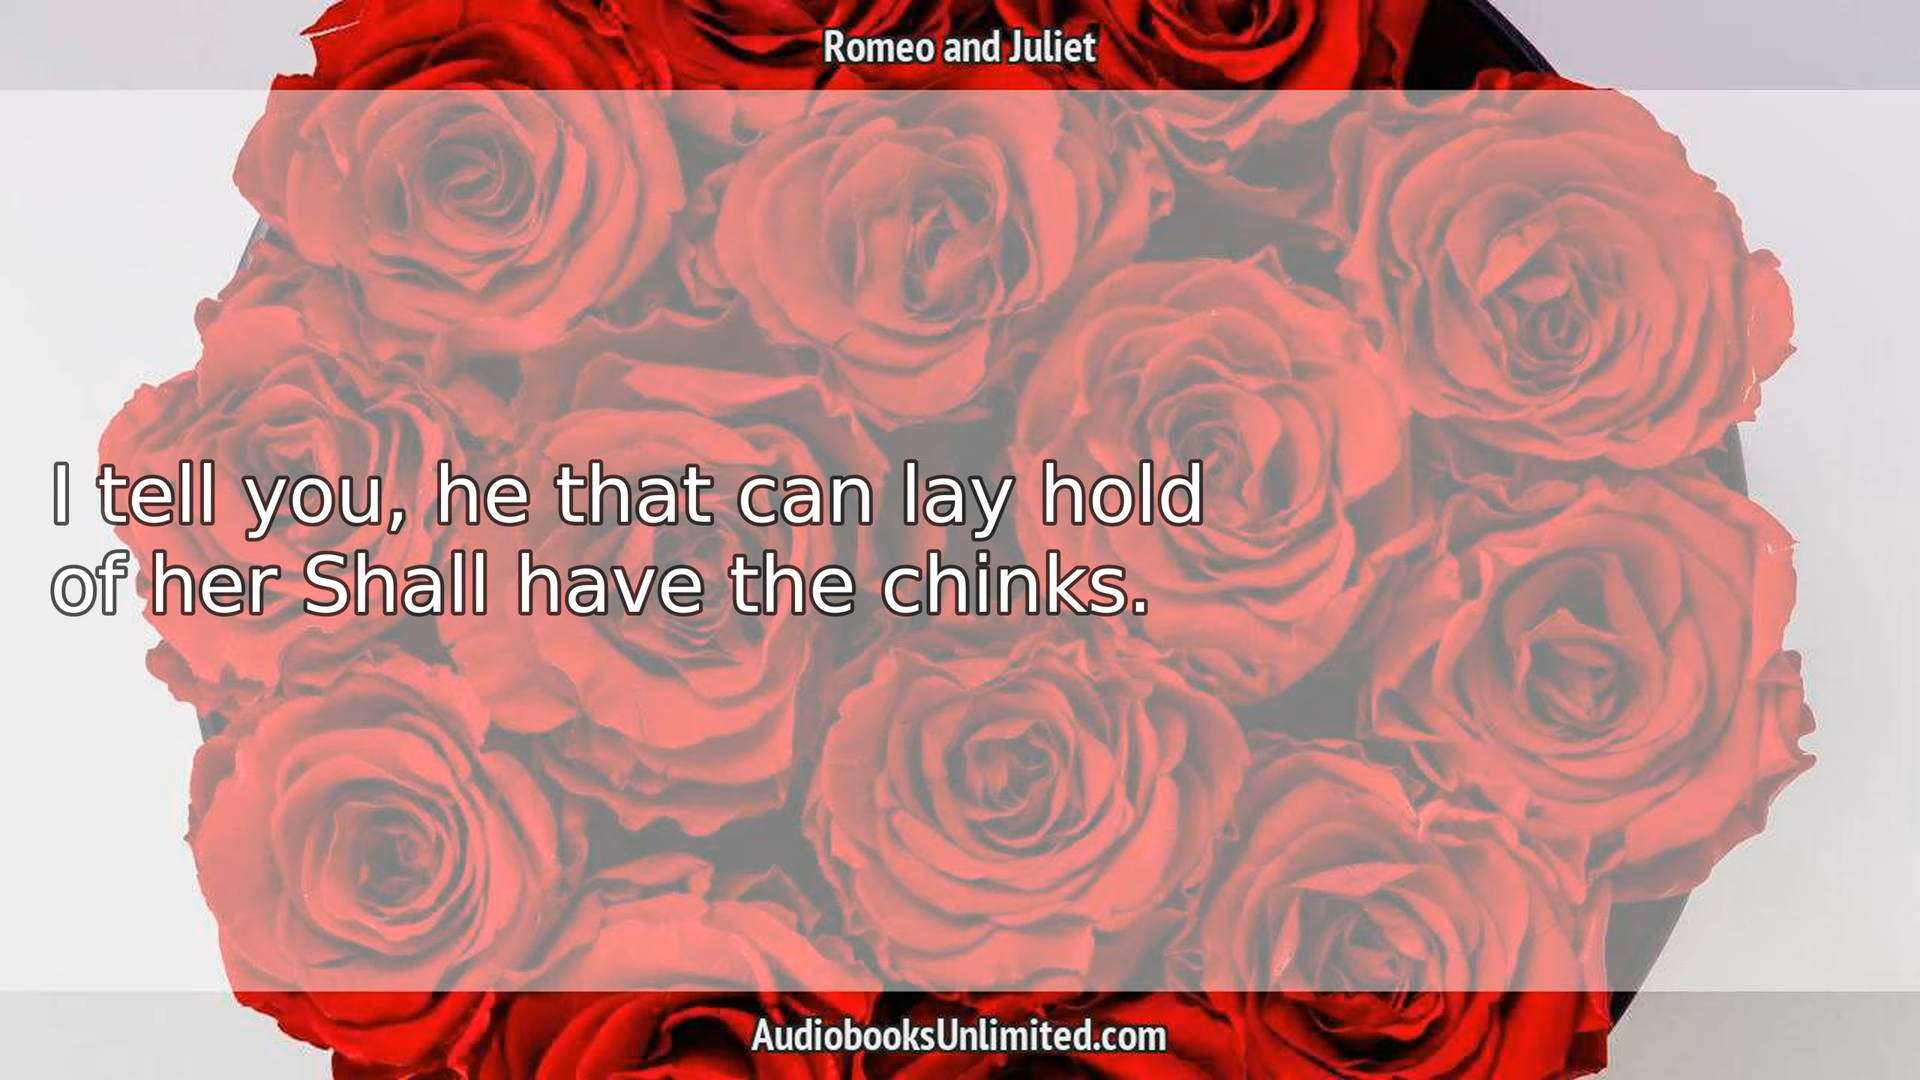 Romeo and Juliet
I tell you, he that can lay hold
of her Shall have the chinks.
AudiobooksUnlimited.com